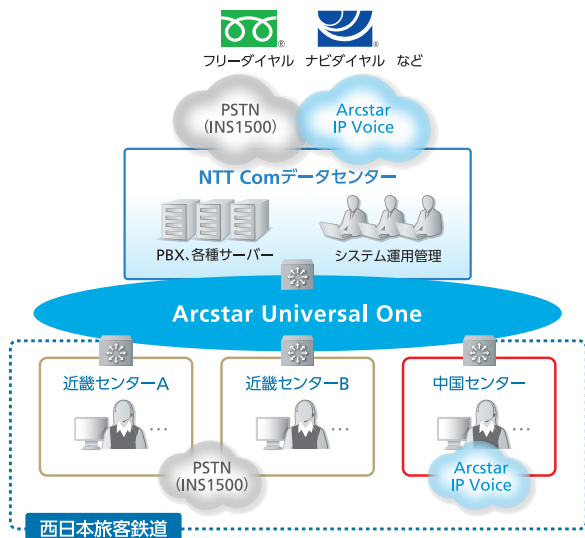 フリーダイヤル
ナビダイヤル など
PSTN
(INS1500)
Arcstar
IP Voice
NTT Comデータセンター
PBX、各種サーバー
システム運用管理
Arcstar Universal One
近畿センターA
近畿センターB
中国センター
PSTN
(INS1500)
Arcstar
IP Voice
西日本旅客鉄道